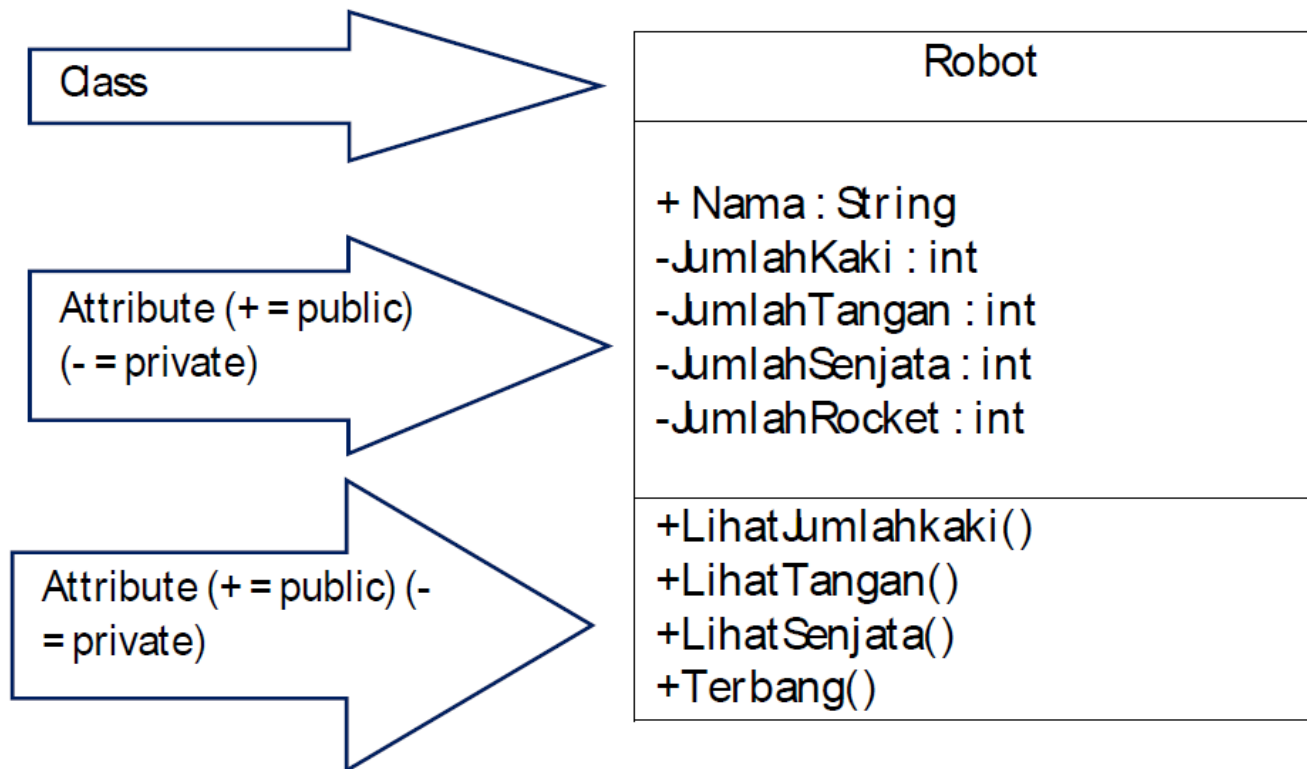 Class
Robot
Attribute (+ = public)
(- = private)
+ Nama : String
-JumlahKaki : int
-JumlahTangan : int
-JumlahSenjata : int
-JumlahRocket : int
Attribute (+ = public) (-
= private)
+LihatJumlahkaki()
+LihatTangan()
+LihatSenjata()
+Terbang()